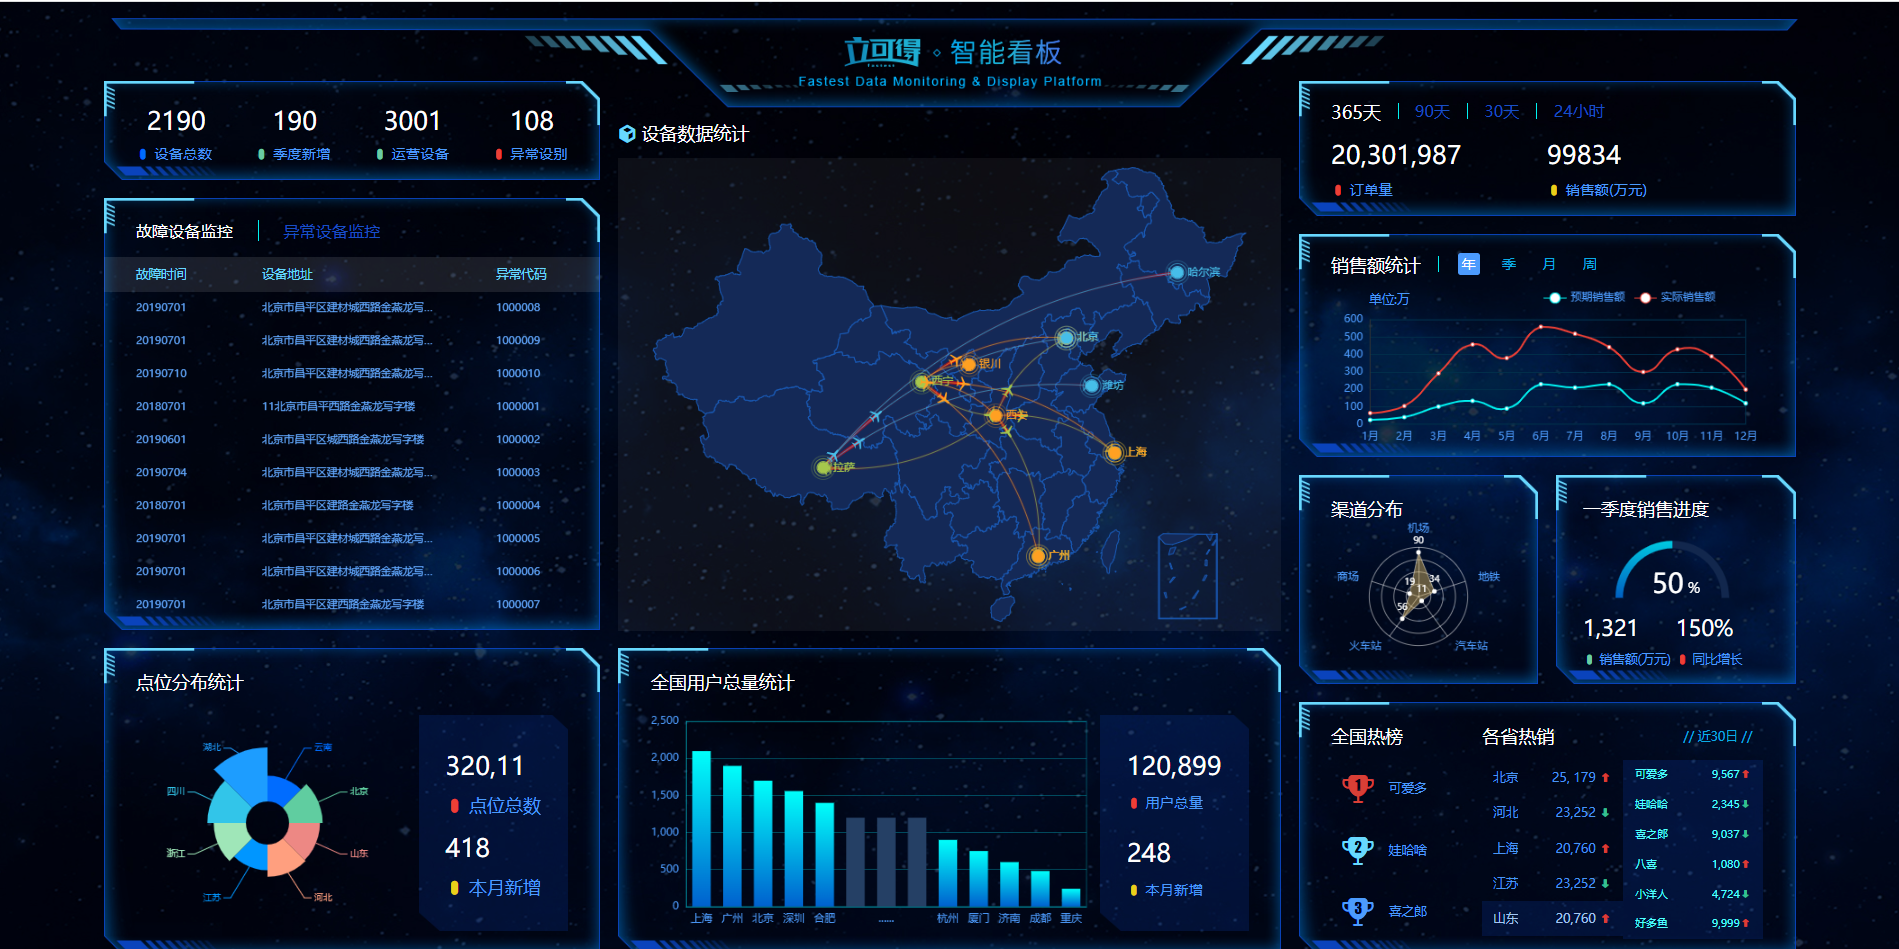 立可得 ◦ 智能看板
Fastest Data Monitoring & Display Platform
2190 190 3001 108
设备总数 季度新增 运营设备 异常设别
故障设备监控 异常设备监控
故障时间 设备地址 异常代码
20190701 北京市昌平区建材城西路金燕龙写... 1000008
20190701 北京市昌平区建材城西路金燕龙写... 1000009
20190710 北京市昌平区建材城西路金燕龙写... 1000010
20180701 11北京市昌平西路金燕龙写字楼 1000001
20190601 北京市昌平区城西路金燕龙写字楼 1000002
20190704 北京市昌平区建材城西路金燕龙写... 1000003
20180701 北京市昌平区建路金燕龙写字楼 1000004
20190701 北京市昌平区建材城西路金燕龙写... 1000005
20190701 北京市昌平区建材城西路金燕龙写... 1000006
20190701 北京市昌平区建西路金燕龙写字楼 1000007
点位分布统计
湖北 云南
四川 北京
浙江 山东
江苏 河北
320,11
点位总数
418
本月新增
设备数据统计
哈尔滨
北京
银川
西宁
潍坊
西安
上海
拉萨
广州
全国用户总量统计
2,500
2,000
1,500
1,000
500
0
上海 广州 北京 深圳 合肥 ...... 杭州 厦门 济南 成都 重庆
120,899
用户总量
248
本月新增
365天 90天 30天 24小时
20,301,987 99834
订单量 销售额(万元)
销售额统计 年 季 月 周
单位:万 预期销售额 实际销售额
600
500
400
300
200
100
0
1月 2月 3月 4月 5月 6月 7月 8月 9月 10月 11月 12月
渠道分布
机场
90
商场 19 34 地铁
11
56
火车站 汽车站
一季度销售进度
50 %
1,321 150%
销售额(万元) 同比增长
全国热榜
1 可爱多
2 娃哈啥
3 喜之郎
各省热销 // 近30日 //
北京 25, 179
河北 23,252
上海 20,760
江苏 23,252
山东 20,760
可爱多 9,567
娃哈哈 2,345
喜之郎 9,037
八喜 1,080
小洋人 4,724
好多鱼 9,999